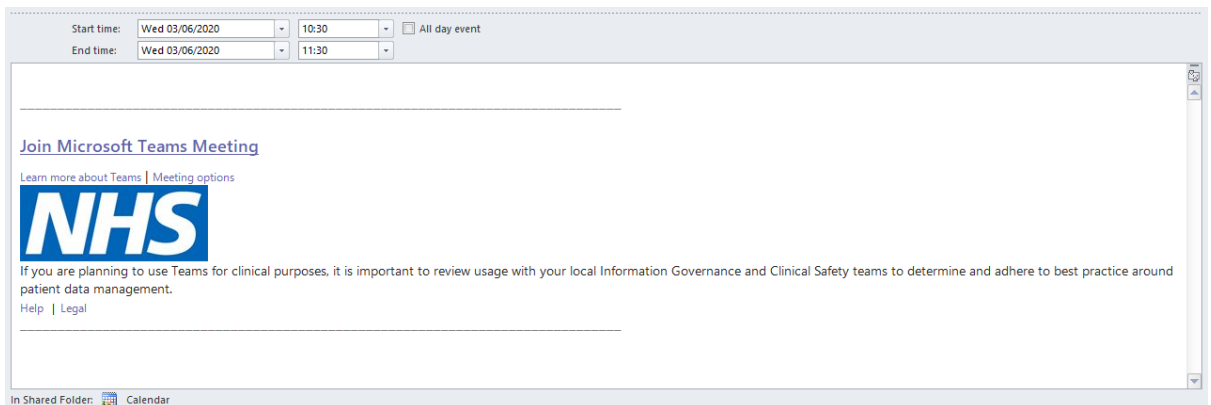 Start time: Wed 03/06/2020 10:30 All day event
End time: Wed 03/06/2020 11:30
Join Microsoft Teams Meeting
Learn more about Teams | Meeting options
NHS
If you are planning to use Teams for clinical purposes, it is important to review usage with your local Information Governance and Clinical Safety teams to determine and adhere to best practice around
patient data management.
Help | Legal
In Shared Folder: Calendar